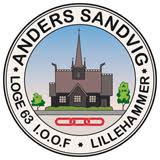 ANDERS SANDVIG
LOGE 63 I.O.O.F LILLEHAMMER